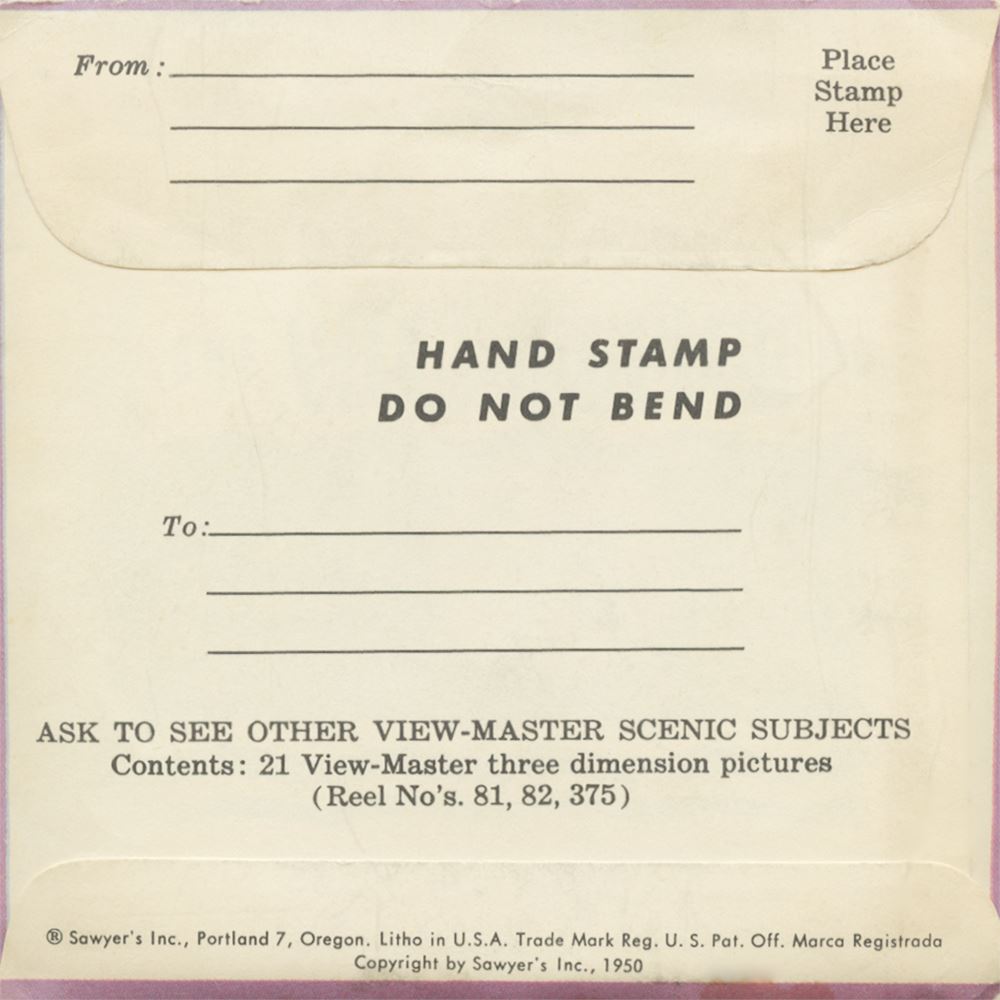 From :
Place
Stamp
Here
HAND STAMP
DO NOT BEND
To:
ASK TO SEE OTHER VIEW-MASTER SCENIC SUBJECTS
Contents: 21 View-Master three dimension pictures
(Reel No's. 81, 82, 375)
® Sawyer's Inc., Portland 7, Oregon. Litho in U.S.A. Trade Mark Reg. U. S. Pat. Off. Marca Registrada
Copyright by Sawyer's Inc., 1950